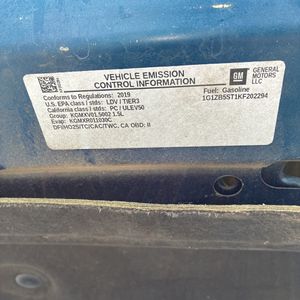 VEHICLE EMISSION
CONTROL INFORMATION
GM
GENERAL
MOTORS LLC
Conforms to Regulations: 2019
U.S. EPA class / stds: LDV / TIER3
California class / stds: PC / ULEV50
Group: KGMXV01.5002 1.5L
Evap: KGMXR011030C
DFI/HO2S/TC/CAC/TWC, CA OBD: II
Fuel: Gasoline
1G1ZB5ST1KF202294